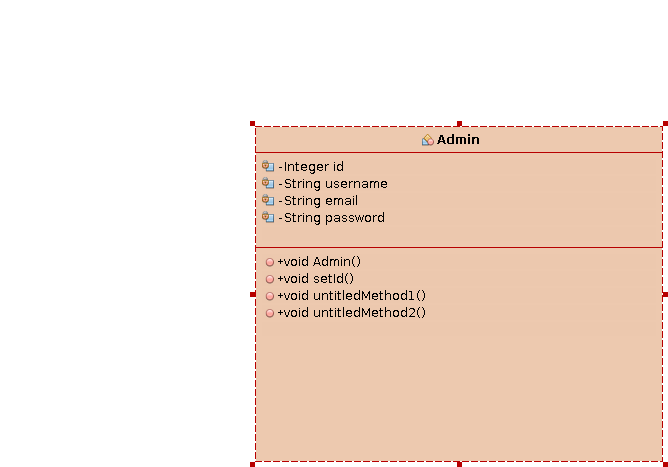 Admin
-Integer id
-String username
-String email
-String password
+void Admin()
+void setId()
+void untitledMethod1()
+void untitledMethod2()